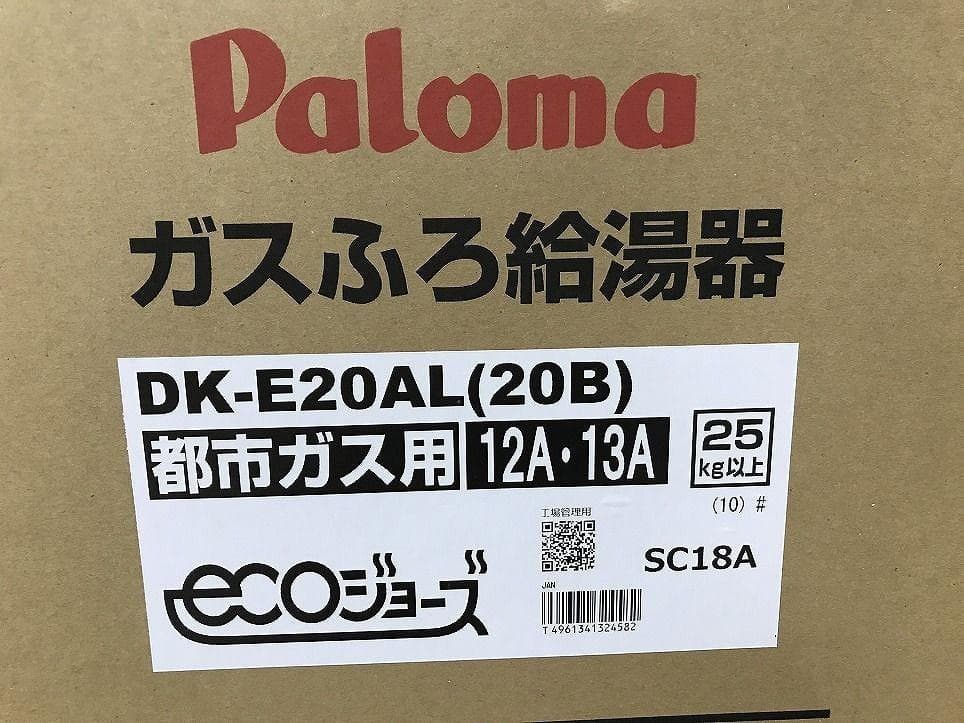 Paloma
ガスふろ給湯器
DK-E20AL(20B)
都市ガス用 12A・13A
25
kg以上
(10) #
工場管理用
SC18A
ecoジョーズ
JAN
T 4961341324582